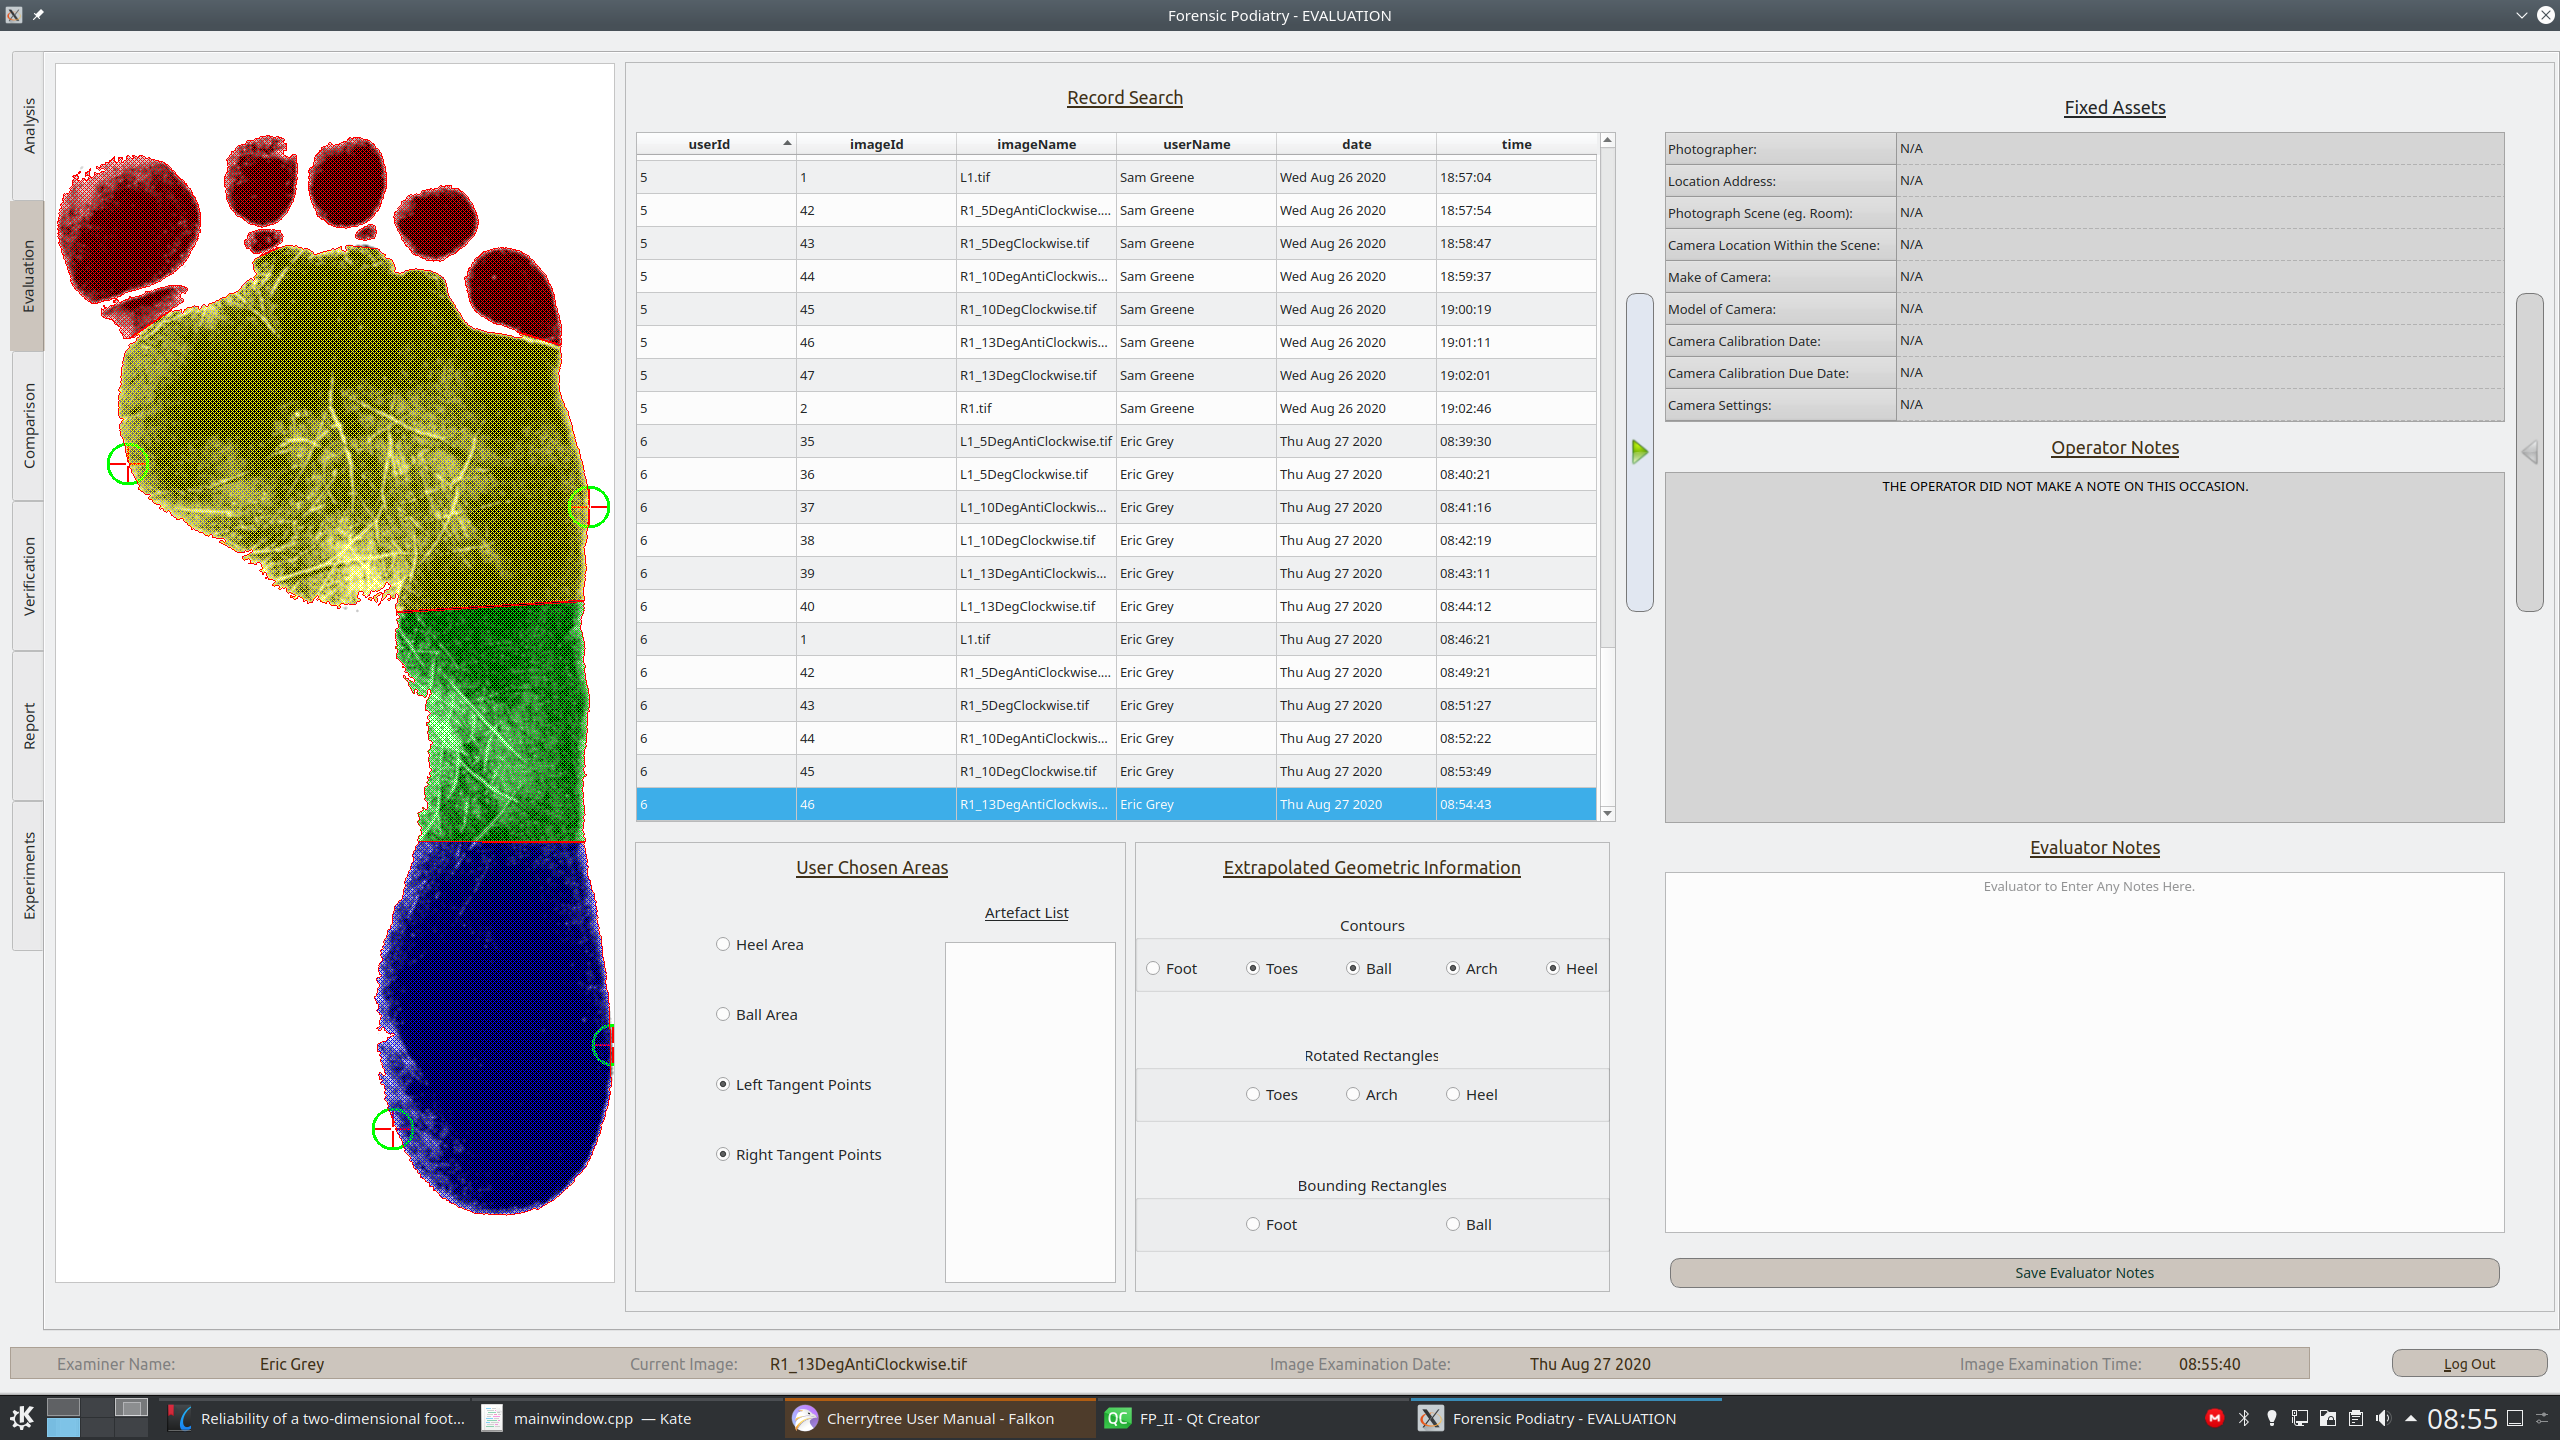 Forensic Podiatry - EVALUATION
Analysis
Evaluation
Comparison
Verification
Report
Experiments
Record Search
userId imageId imageName userName date time
5 1 L1.tif Sam Greene Wed Aug 26 2020 18:57:04
5 42 R1_5DegAntiClockwise.... Sam Greene Wed Aug 26 2020 18:57:54
5 43 R1_5DegClockwise.tif Sam Greene Wed Aug 26 2020 18:58:47
5 44 R1_10DegAntiClockwis... Sam Greene Wed Aug 26 2020 18:59:37
5 45 R1_10DegClockwise.tif Sam Greene Wed Aug 26 2020 19:00:19
5 46 R1_13DegAntiClockwis... Sam Greene Wed Aug 26 2020 19:01:11
5 47 R1_13DegClockwise.tif Sam Greene Wed Aug 26 2020 19:02:01
5 2 R1.tif Sam Greene Wed Aug 26 2020 19:02:46
6 35 L1_5DegAntiClockwise.tif Eric Grey Thu Aug 27 2020 08:39:30
6 36 L1_5DegClockwise.tif Eric Grey Thu Aug 27 2020 08:40:21
6 37 L1_10DegAntiClockwis... Eric Grey Thu Aug 27 2020 08:41:16
6 38 L1_10DegClockwise.tif Eric Grey Thu Aug 27 2020 08:42:19
6 39 L1_13DegAntiClockwis... Eric Grey Thu Aug 27 2020 08:43:11
6 40 L1_13DegClockwise.tif Eric Grey Thu Aug 27 2020 08:44:12
6 1 L1.tif Eric Grey Thu Aug 27 2020 08:46:21
6 42 R1_5DegAntiClockwise.... Eric Grey Thu Aug 27 2020 08:49:21
6 43 R1_5DegClockwise.tif Eric Grey Thu Aug 27 2020 08:51:27
6 44 R1_10DegAntiClockwis... Eric Grey Thu Aug 27 2020 08:52:22
6 45 R1_10DegClockwise.tif Eric Grey Thu Aug 27 2020 08:53:49
6 46 R1_13DegAntiClockwis... Eric Grey Thu Aug 27 2020 08:54:43
User Chosen Areas
Artefact List
Heel Area
Ball Area
Left Tangent Points
Right Tangent Points
Extrapolated Geometric Information
Contours
Foot Toes Ball Arch Heel
Rotated Rectangles
Toes Arch Heel
Bounding Rectangles
Foot Ball
Fixed Assets
Photographer: N/A
Location Address: N/A
Photograph Scene (eg. Room): N/A
Camera Location Within the Scene: N/A
Make of Camera: N/A
Model of Camera: N/A
Camera Calibration Date: N/A
Camera Calibration Due Date: N/A
Camera Settings: N/A
Operator Notes
THE OPERATOR DID NOT MAKE A NOTE ON THIS OCCASION.
Evaluator Notes
Evaluator to Enter Any Notes Here.
Save Evaluator Notes
Examiner Name: Eric Grey Current Image: R1_13DegAntiClockwise.tif Image Examination Date: Thu Aug 27 2020 Image Examination Time: 08:55:40 Log Out
Reliability of a two-dimensional foot... mainwindow.cpp — Kate Cherrytree User Manual - Falkon QC FP_II - Qt Creator Forensic Podiatry - EVALUATION M 08:55